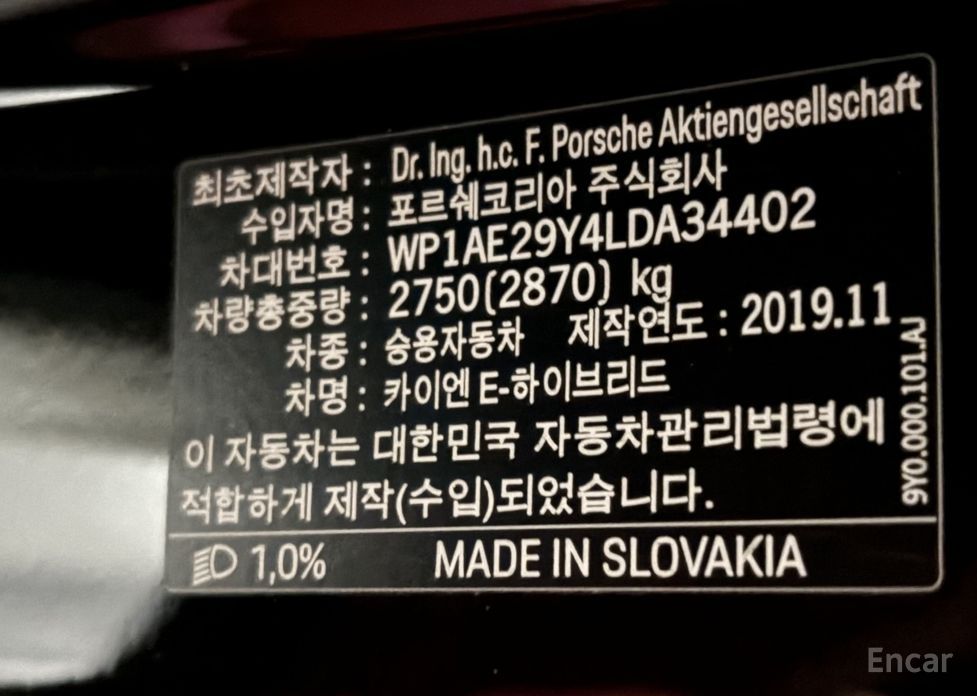 최초제작자 : Dr. Ing. h.c. F. Porsche Aktiengesellschaft
수입자명 : 포르쉐코리아 주식회사
차대번호 : WP1AE29Y4LDA34402
차량총중량 : 2750(2870) kg
차종 : 승용자동차 제작연도 : 2019.11
차명 : 카이엔 E-하이브리드
이 자동차는 대한민국 자동차관리법령에
적합하게 제작(수입)되었습니다.
9Y0.000.101.AJ
1,0% MADE IN SLOVAKIA
Encar